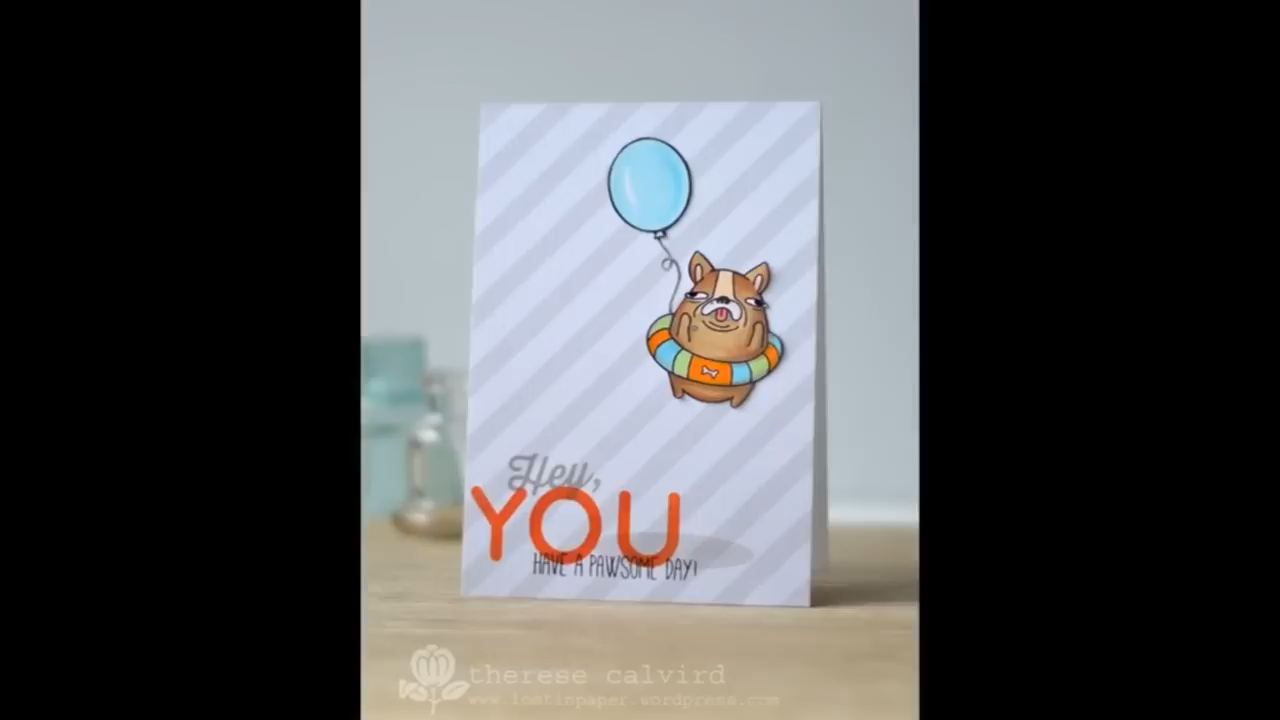 Hey,
YOU
HAVE A PAWSOME DAY!
therese calvird
www.lostinpaper.wordpress.com